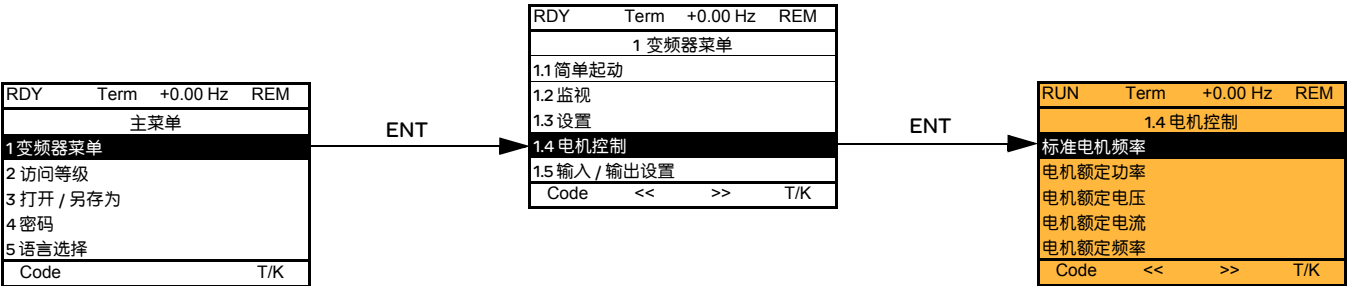 RDY Term +0.00 Hz REM
主菜单
1 变频器菜单
2 访问等级
3 打开 / 另存为
4 密码
5 语言选择
Code T/K
ENT
RDY Term +0.00 Hz REM
1 变频器菜单
1.1 简单起动
1.2 监视
1.3 设置
1.4 电机控制
1.5 输入 / 输出设置
Code << >> T/K
ENT
RUN Term +0.00 Hz REM
1.4 电机控制
标准电机频率
电机额定功率
电机额定电压
电机额定电流
电机额定频率
Code << >> T/K